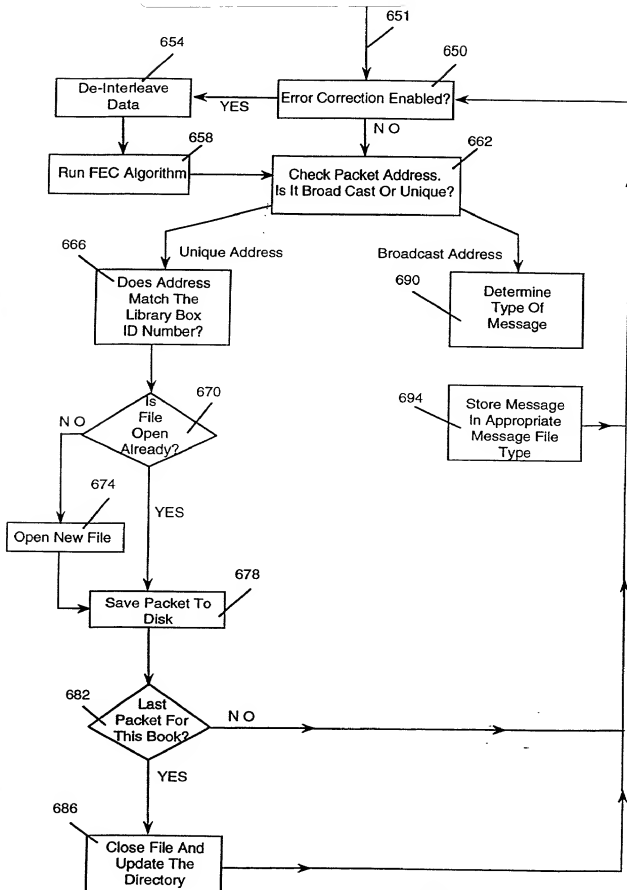 651
654
650
De-Interleave
Data
YES
Error Correction Enabled?
NO
658
662
Run FEC Algorithm
Check Packet Address.
Is It Broad Cast Or Unique?
Unique Address
Broadcast Address
666
Does Address
Match The
Library Box
ID Number?
690
Determine
Type Of
Message
NO
Is
File
Open
Already?
670
694
Store Message
In Appropriate
Message File
Type
674
YES
Open New File
678
Save Packet To
Disk
682
Last
Packet For
This Book?
NO
YES
686
Close File And
Update The
Directory